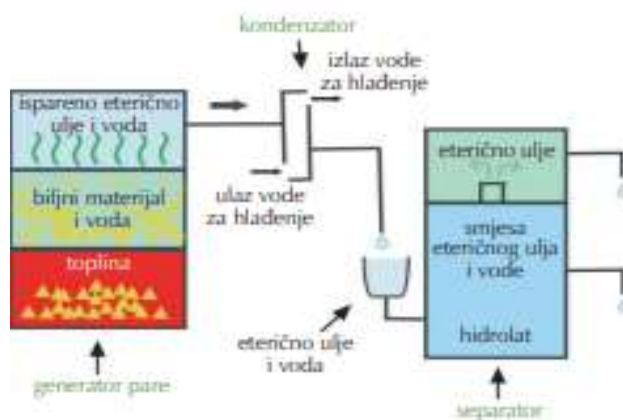 kondenzator
izlaz vode
za hlađenje
ispareno eterično
ulje i voda
biljni materijal
i voda
toplina
generator pare
ulaz vode
za hlađenje
eterično ulje
i voda
eterično ulje
smjesa
eteričnog ulja
i vode
hidrolat
separator